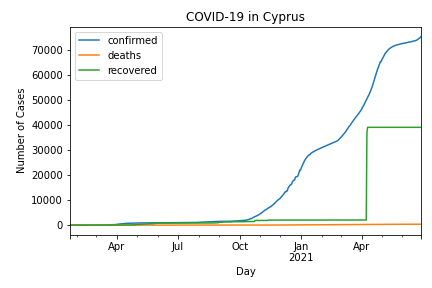 COVID-19 in Cyprus
confirmed
deaths
recovered
Number of Cases
70000
60000
50000
40000
30000
20000
10000
0
Apr
Jul
Oct
Jan
2021
Apr
Day